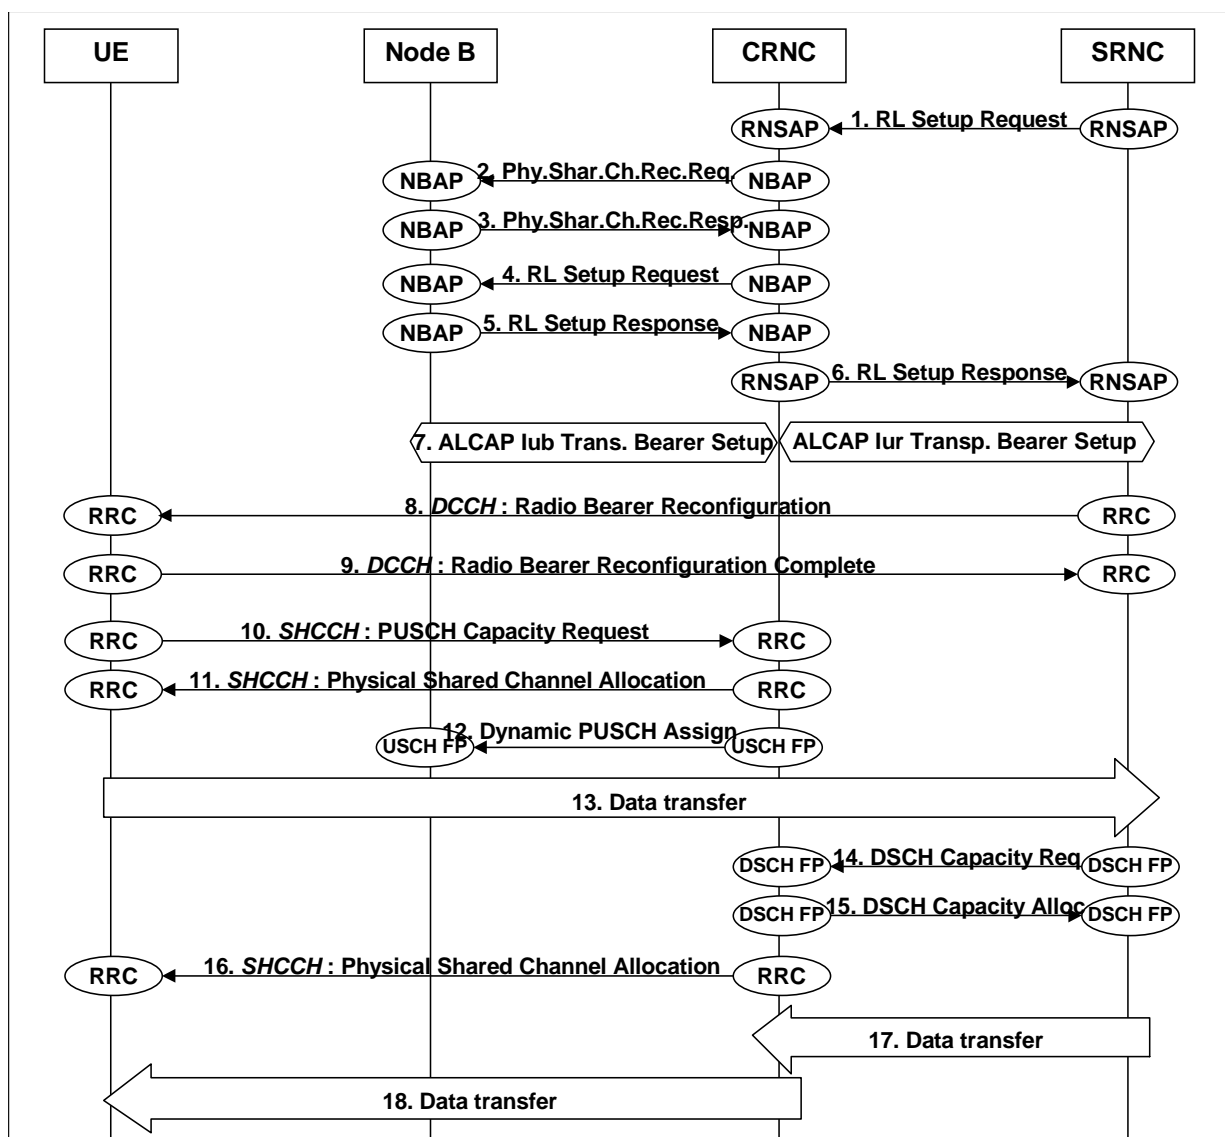 UE Node B CRNC SRNC
RNSAP 1. RL Setup Request RNSAP
NBAP 2. Phy.Shar.Ch.Rec.Req. NBAP
NBAP 3. Phy.Shar.Ch.Rec.Resp. NBAP
NBAP 4. RL Setup Request NBAP
NBAP 5. RL Setup Response NBAP
RNSAP 6. RL Setup Response RNSAP
7. ALCAP Iub Trans. Bearer Setup ALCAP Iur Transp. Bearer Setup
RRC 8. DCCH : Radio Bearer Reconfiguration RRC
RRC 9. DCCH : Radio Bearer Reconfiguration Complete RRC
RRC 10. SHCCH : PUSCH Capacity Request RRC
RRC 11. SHCCH : Physical Shared Channel Allocation RRC
USCH FP 12. Dynamic PUSCH Assign USCH FP
13. Data transfer
DSCH FP 14. DSCH Capacity Req DSCH FP
DSCH FP 15. DSCH Capacity Alloc DSCH FP
RRC 16. SHCCH : Physical Shared Channel Allocation RRC
17. Data transfer
18. Data transfer